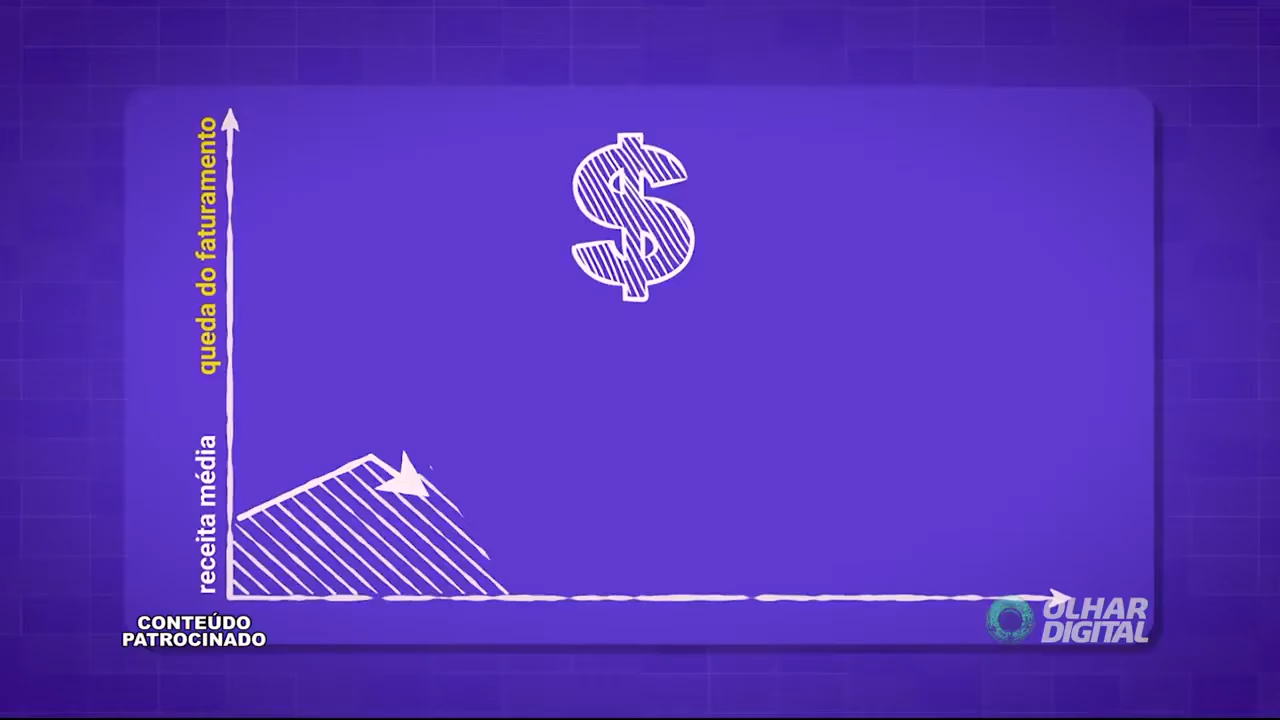 queda do faturamento
receita média
$
CONTEÚDO
PATROCINADO
OLHAR
DIGITAL